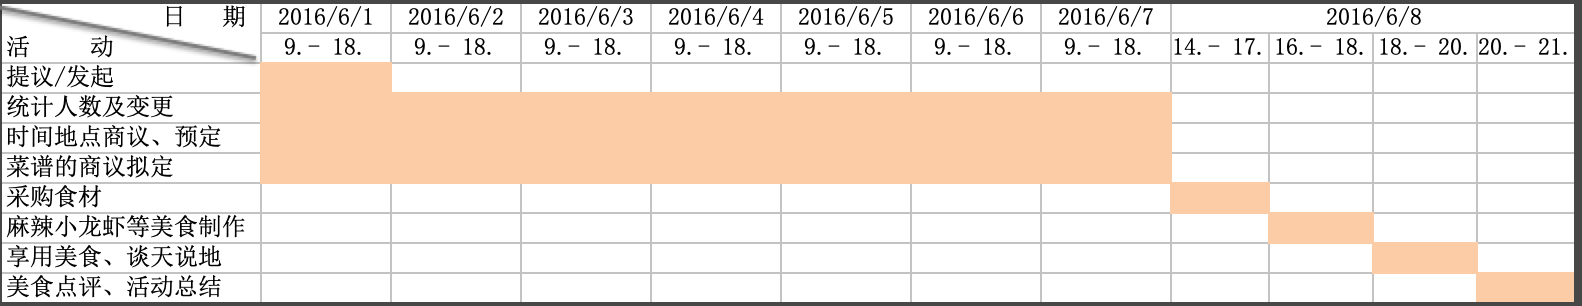 日 期 2016/6/1 2016/6/2 2016/6/3 2016/6/4 2016/6/5 2016/6/6 2016/6/7 2016/6/8
活 动 9.- 18. 9.- 18. 9.- 18. 9.- 18. 9.- 18. 9.- 18. 9.- 18. 14.- 17. 16.- 18. 18.- 20. 20.- 21.
提议/发起
统计人数及变更
时间地点商议、预定
菜谱的商议拟定
采购食材
麻辣小龙虾等美食制作
享用美食、谈天说地
美食点评、活动总结